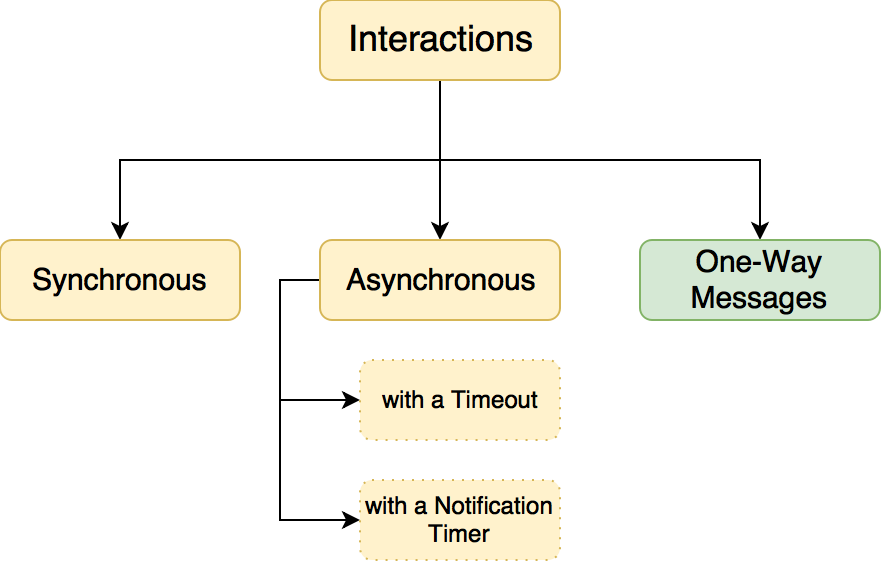 Interactions
Synchronous
Asynchronous
One-Way
Messages
with a Timeout
with a Notification
Timer